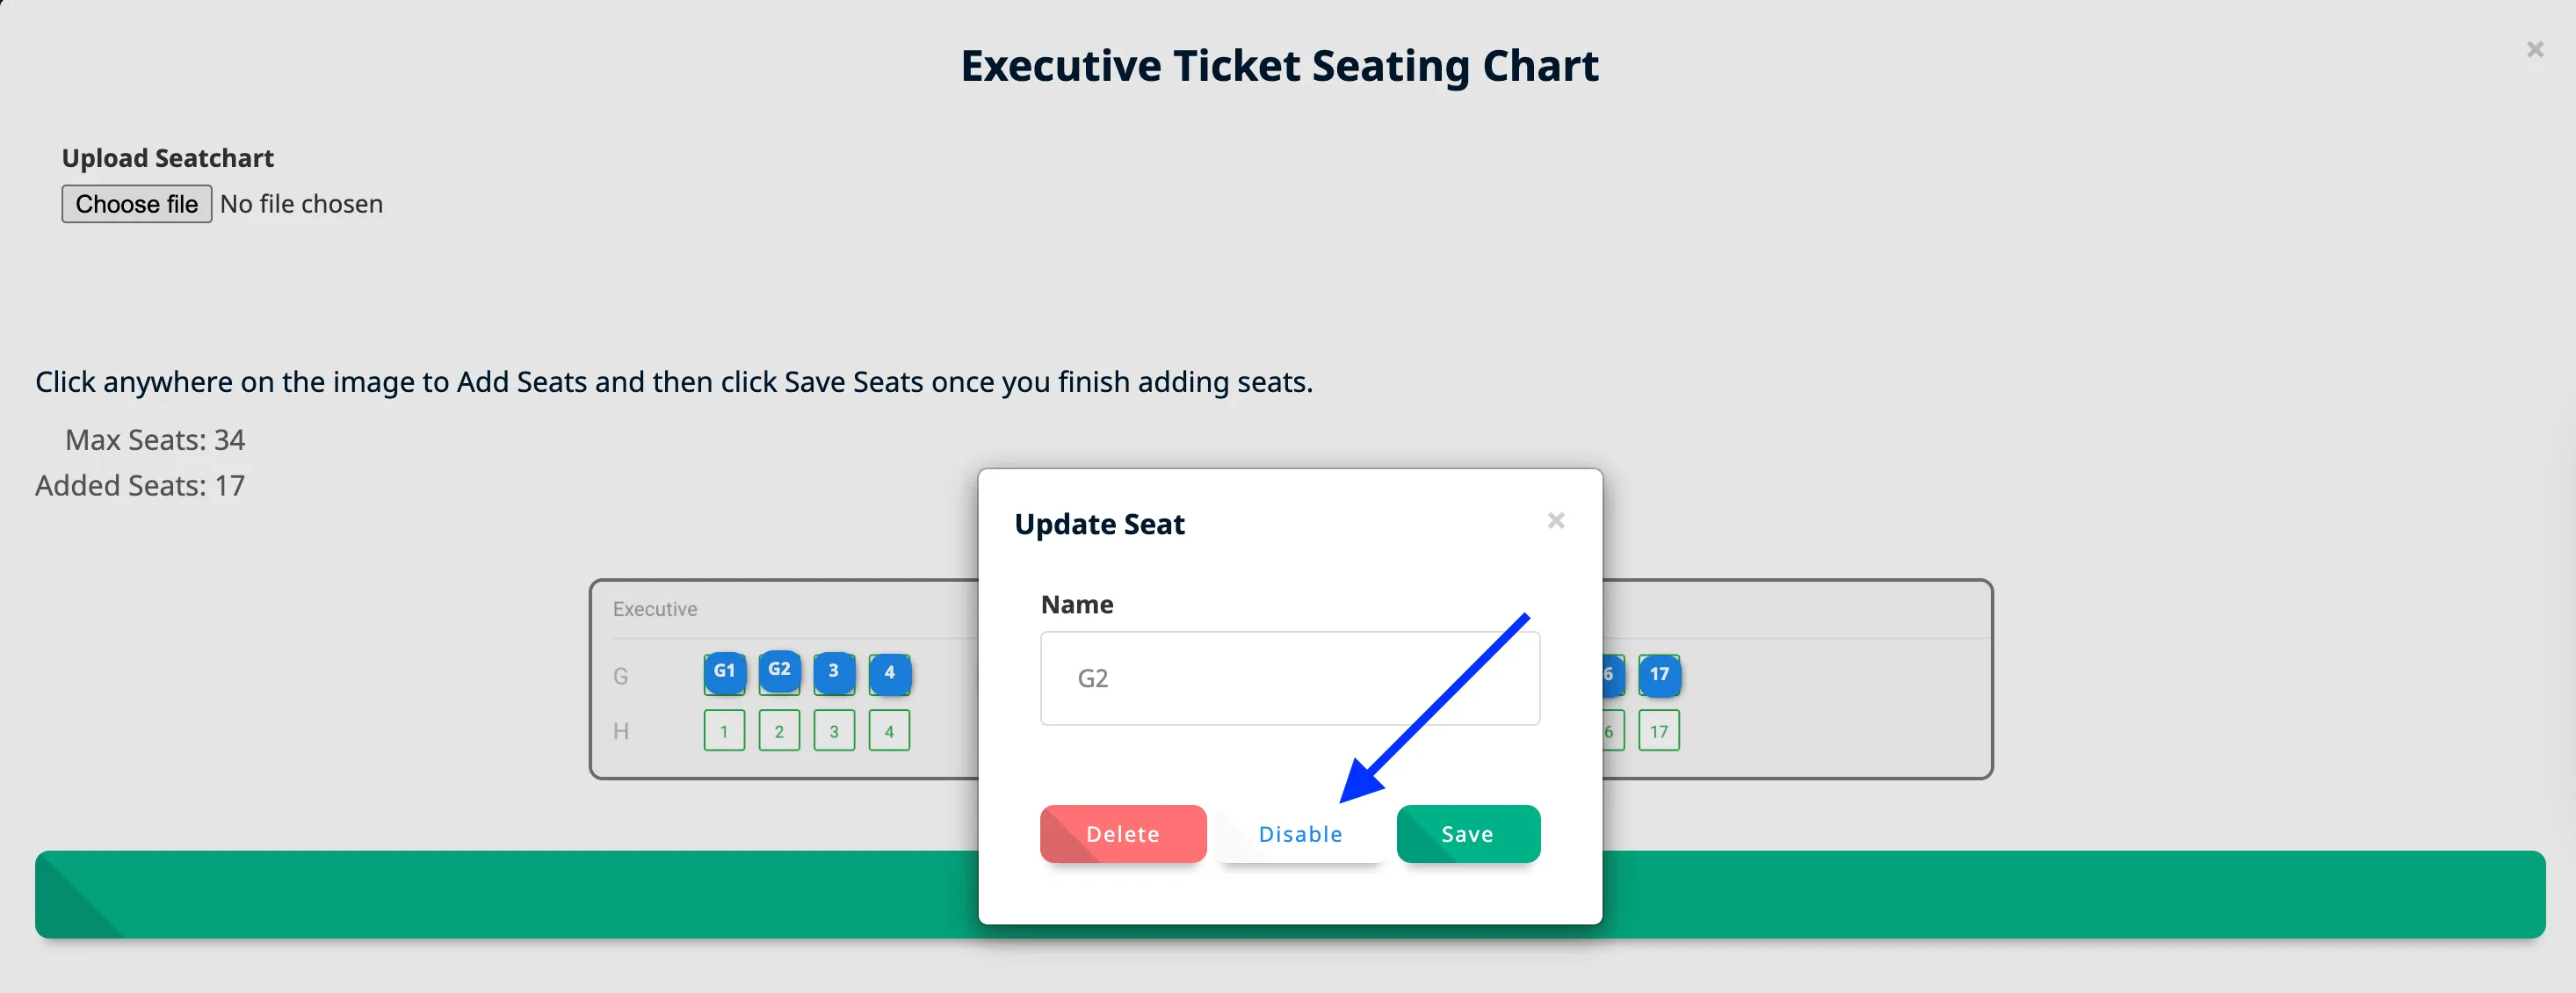 Executive Ticket Seating Chart
×
Upload Seatchart
Choose file No file chosen
Click anywhere on the image to Add Seats and then click Save Seats once you finish adding seats.
Max Seats: 34
Added Seats: 17
Update Seat ×
Name
G2
Delete Disable Save
Executive
G G1 G2 3 4 6 17
H 1 2 3 4 6 17